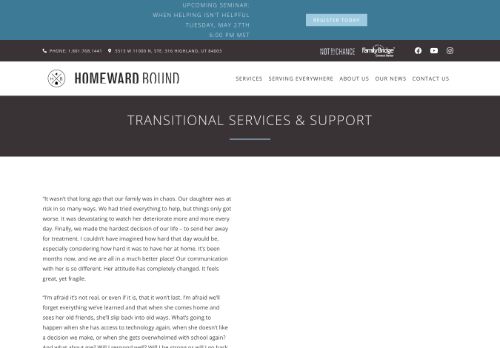 UPCOMING SEMINAR:
WHEN HELPING ISN'T HELPFUL
TUESDAY, MAY 27TH
6:00 PM MST
REGISTER TODAY
PHONE: 1.801.768.1441
5513 W 11000 N, STE. 316 HIGHLAND, UT 84003
NOT BY CHANCE
FamilyBridge
HOMEWARD BOUND
SERVICES SERVING EVERYWHERE ABOUT US OUR NEWS CONTACT US
TRANSITIONAL SERVICES & SUPPORT
"It wasn't that long ago that our family was in chaos. Our daughter was at
risk in so many ways. We had tried everything to help, but things only got
worse. It was devastating to watch her deteriorate more and more every
day. Finally, we made the hardest decision of our life – to send her away
for treatment. I couldn't have imagined how hard that day would be,
especially considering how hard it was to have her at home. It's been
months now, and we are all in a much better place! Our communication
with her is so different. Her attitude has completely changed. It feels
great, yet fragile.
"I'm afraid it's not real, or even if it is, that it won't last. I'm afraid we'll
forget everything we've learned and that when she comes home and
sees her old friends, she'll slip back into old ways. What's going to
happen when she has access to technology again, when she doesn't like
a decision we make, or when she gets overwhelmed with school again?